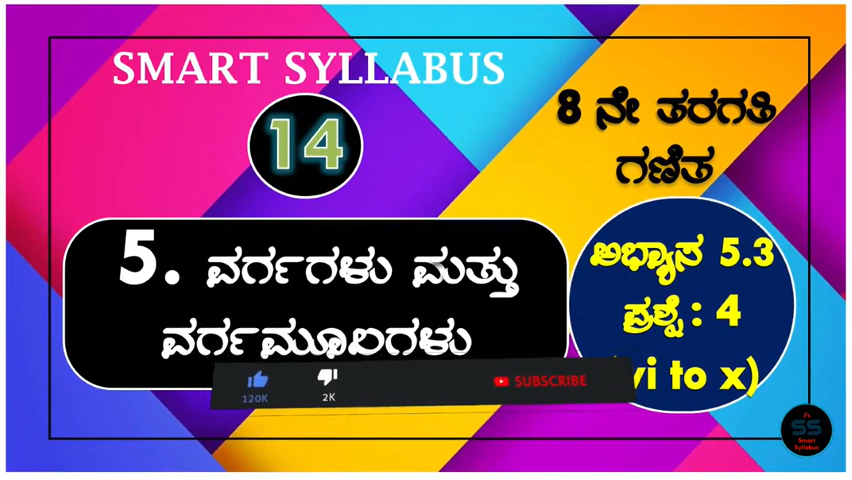 SMART SYLLABUS
14
8 ನೇ ತರಗತಿ
ಗಣಿತ
5. ವರ್ಗಗಳು ಮತ್ತು
ವರ್ಗಮೂಲಗಳು
ಅಭ್ಯಾಸ 5.3
ಪ್ರಶ್ನೆ : 4
vi to x)
120K
2K
SUBSCRIBE
J's
SS
Smart
Syllabus